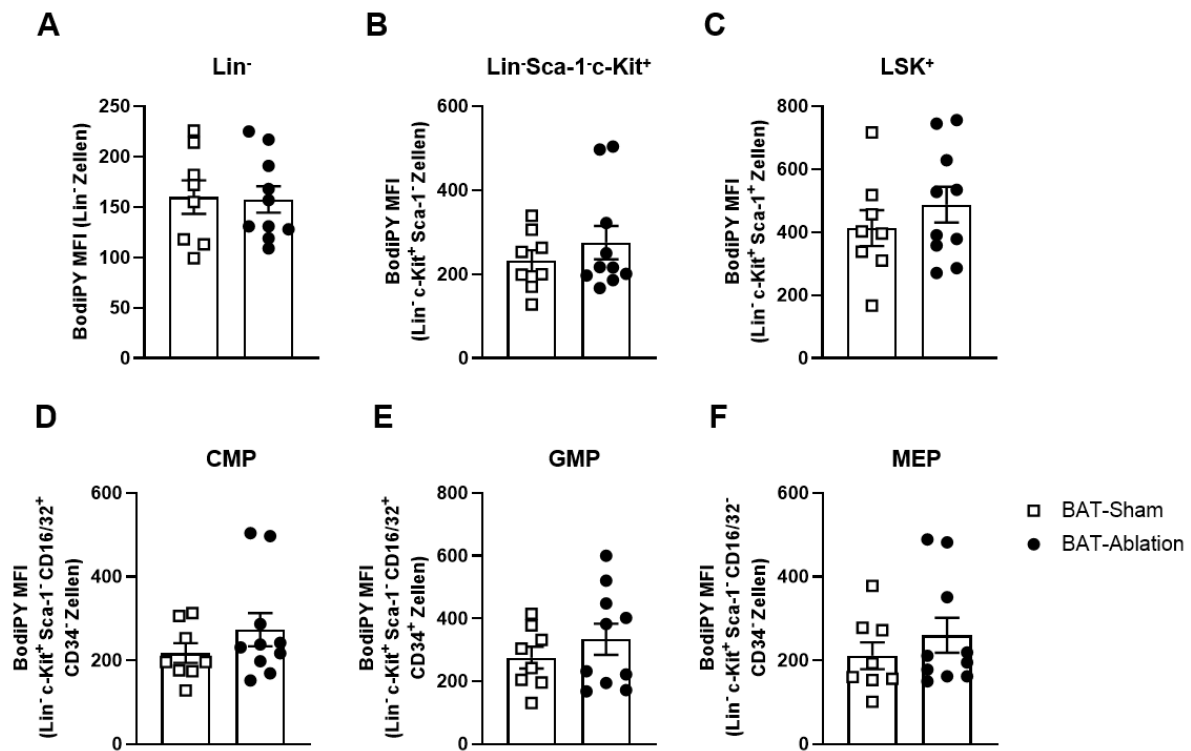 A
B
C
Lin⁻
Lin⁻Sca-1⁻c-Kit⁺
LSK⁺
BodiPY MFI (Lin⁻ Zellen)
250
200
150
100
50
0
BodiPY MFI
(Lin⁻ c-Kit⁺ Sca-1⁻ Zellen)
600
400
200
0
BodiPY MFI
(Lin⁻ c-Kit⁺ Sca-1⁺ Zellen)
800
600
400
200
0
D
E
F
CMP
GMP
MEP
BodiPY MFI
(Lin⁻ c-Kit⁺ Sca-1⁻ CD16/32⁺
CD34⁻ Zellen)
600
400
200
0
BodiPY MFI
(Lin⁻ c-Kit⁺ Sca-1⁻ CD16/32⁺
CD34⁺ Zellen)
800
600
400
200
0
BodiPY MFI
(Lin⁻ c-Kit⁺ Sca-1⁻ CD16/32⁻
CD34⁻ Zellen)
600
400
200
0
BAT-Sham
BAT-Ablation